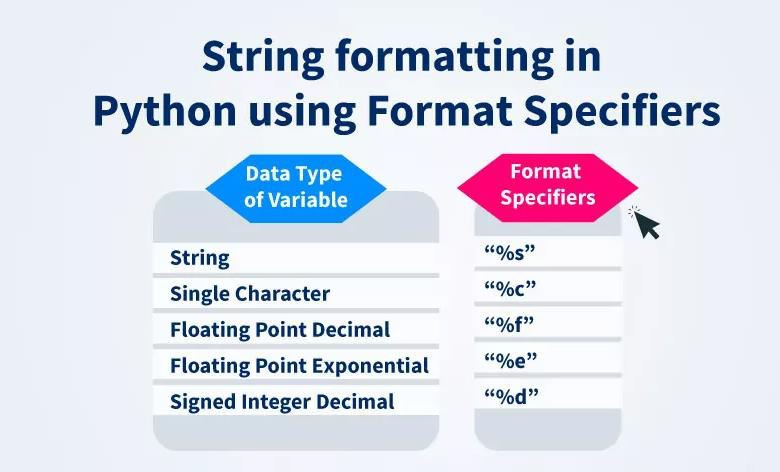 String formatting in
Python using Format Specifiers
Data Type
of Variable
Format
Specifiers
String
“%s”
Single Character
“%c”
Floating Point Decimal
“%f”
Floating Point Exponential
“%e”
Signed Integer Decimal
“%d”